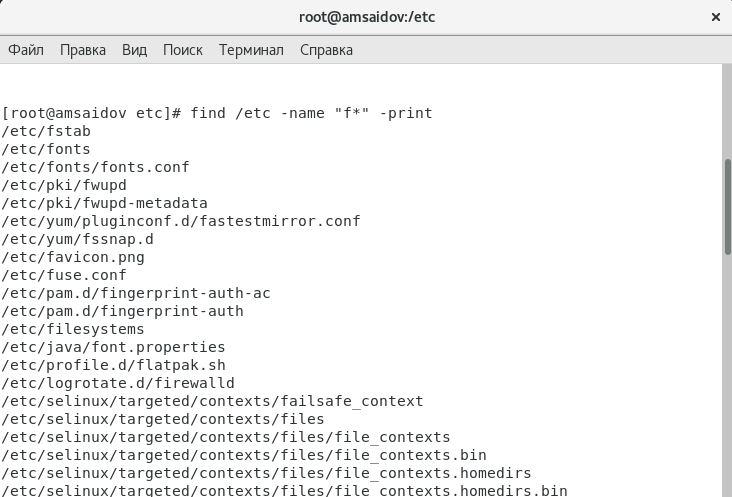 root@amsaidov:/etc
×
Файл Правка Вид Поиск Терминал Справка
[root@amsaidov etc]# find /etc -name "f*" -print
/etc/fstab
/etc/fonts
/etc/fonts/fonts.conf
/etc/pki/fwupd
/etc/pki/fwupd-metadata
/etc/yum/pluginconf.d/fastestmirror.conf
/etc/yum/fssnap.d
/etc/favicon.png
/etc/fuse.conf
/etc/pam.d/fingerprint-auth-ac
/etc/pam.d/fingerprint-auth
/etc/filesystems
/etc/java/font.properties
/etc/profile.d/flatpak.sh
/etc/logrotate.d/firewalld
/etc/selinux/targeted/contexts/failsafe_context
/etc/selinux/targeted/contexts/files
/etc/selinux/targeted/contexts/files/file_contexts
/etc/selinux/targeted/contexts/files/file_contexts.bin
/etc/selinux/targeted/contexts/files/file_contexts.homedirs
/etc/selinux/targeted/contexts/files/file_contexts.homedirs.bin